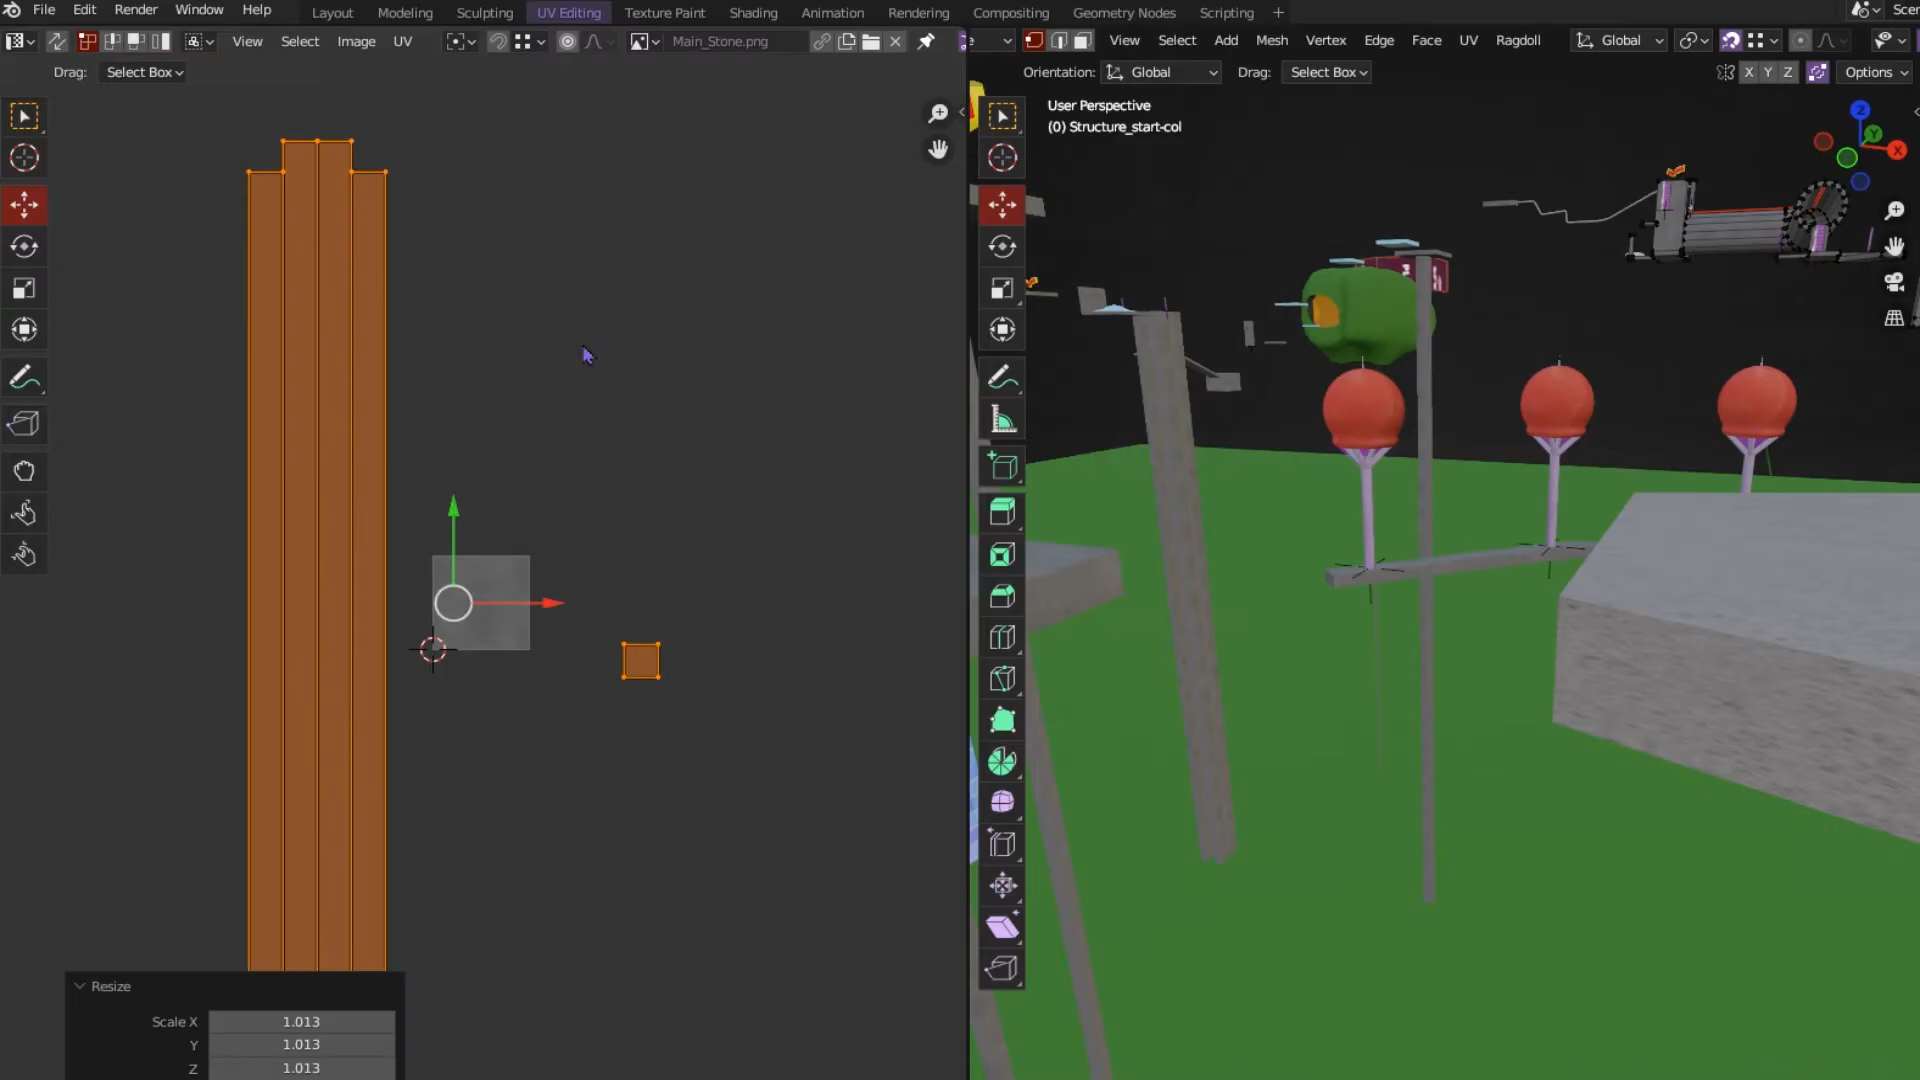 File Edit Render Window Help Layout Modeling Sculpting UV Editing Texture Paint Shading Animation Rendering Compositing Geometry Nodes Scripting + Scer
View Select Image UV Main_Stone.png
e View Select Add Mesh Vertex Edge Face UV Ragdoll Global
Drag: Select Box
Orientation: Global Drag: Select Box X Y Z Options
User Perspective
(0) Structure_start-col
Z
Y
X
Resize
Scale X 1.013
Y 1.013
Z 1.013